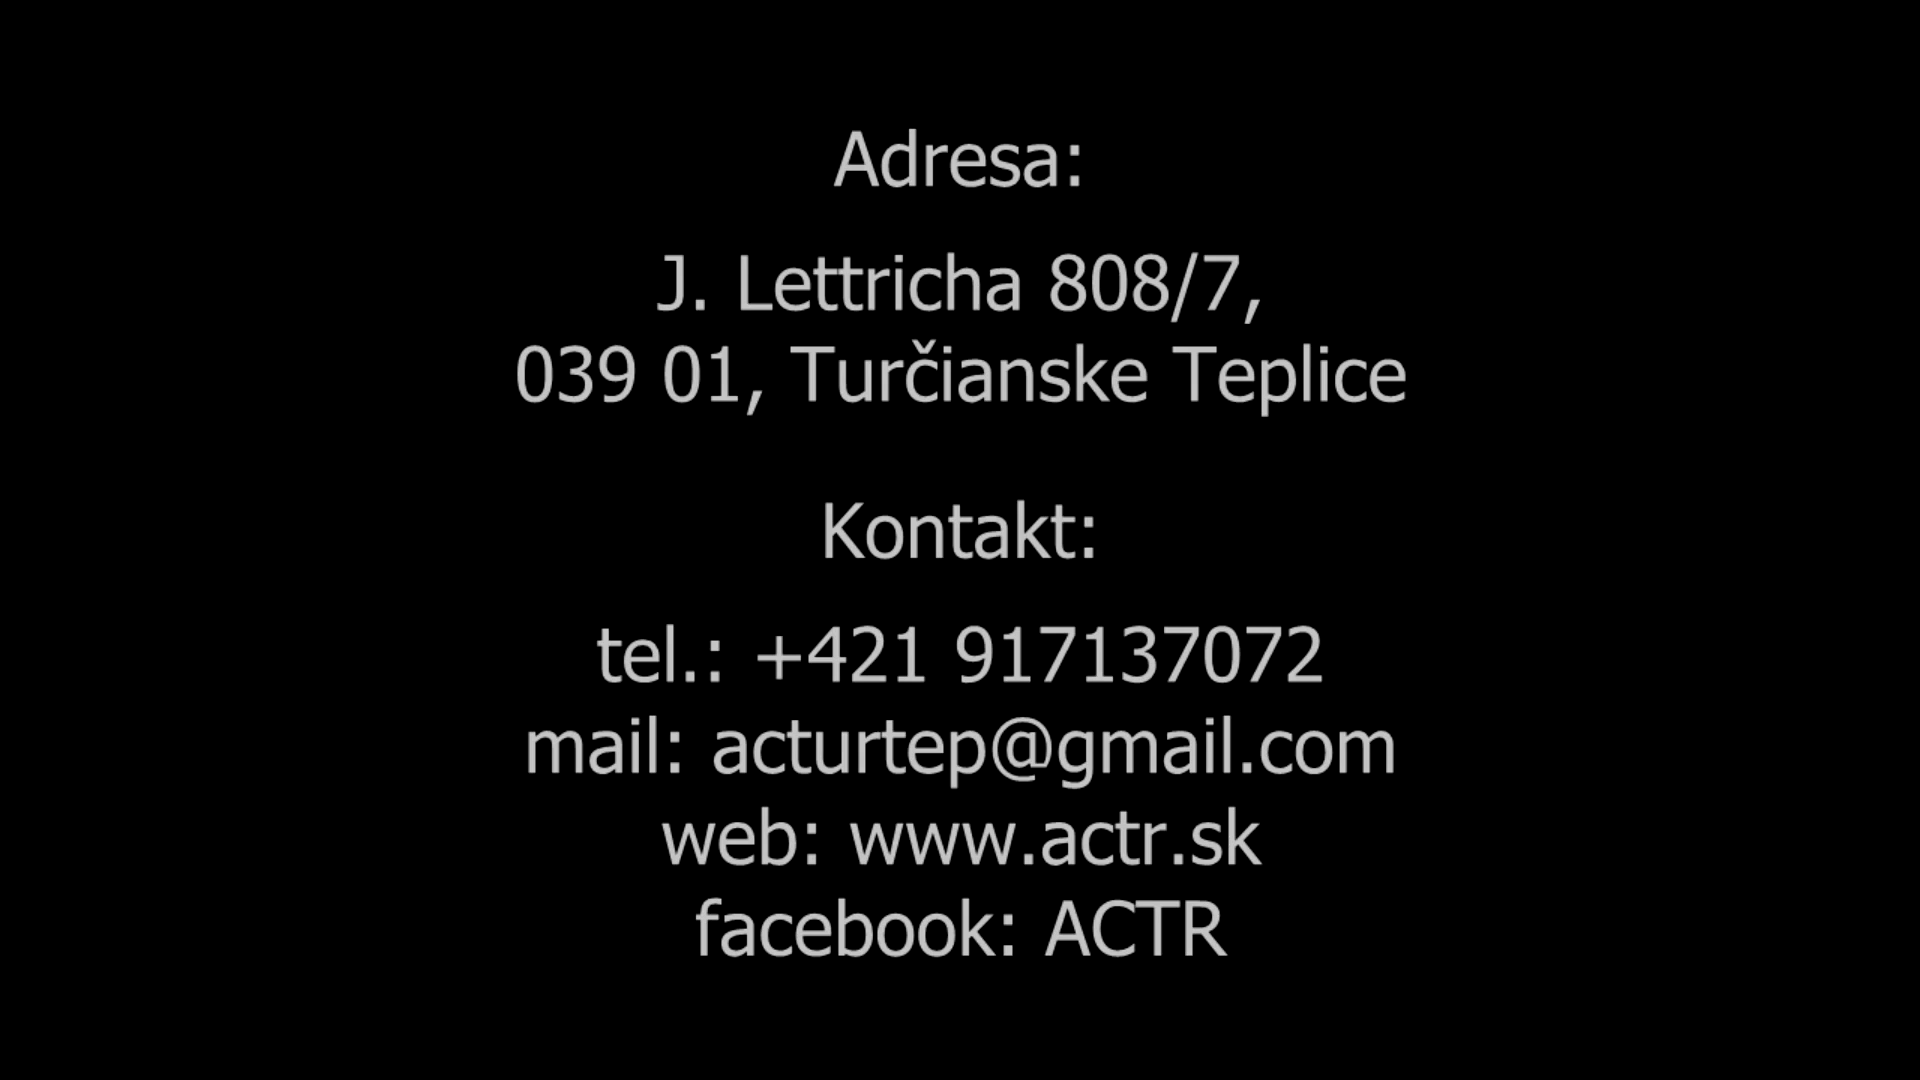 Adresa:
J. Lettricha 808/7,
039 01, Turčianske Teplice
Kontakt:
tel.: +421 917137072
mail: acturtep@gmail.com
web: www.actr.sk
facebook: ACTR